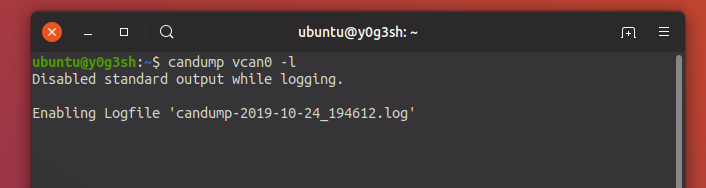 ubuntu@y0g3sh: ~
ubuntu@y0g3sh:~$ candump vcan0 -l
Disabled standard output while logging.
Enabling Logfile 'candump-2019-10-24_194612.log'